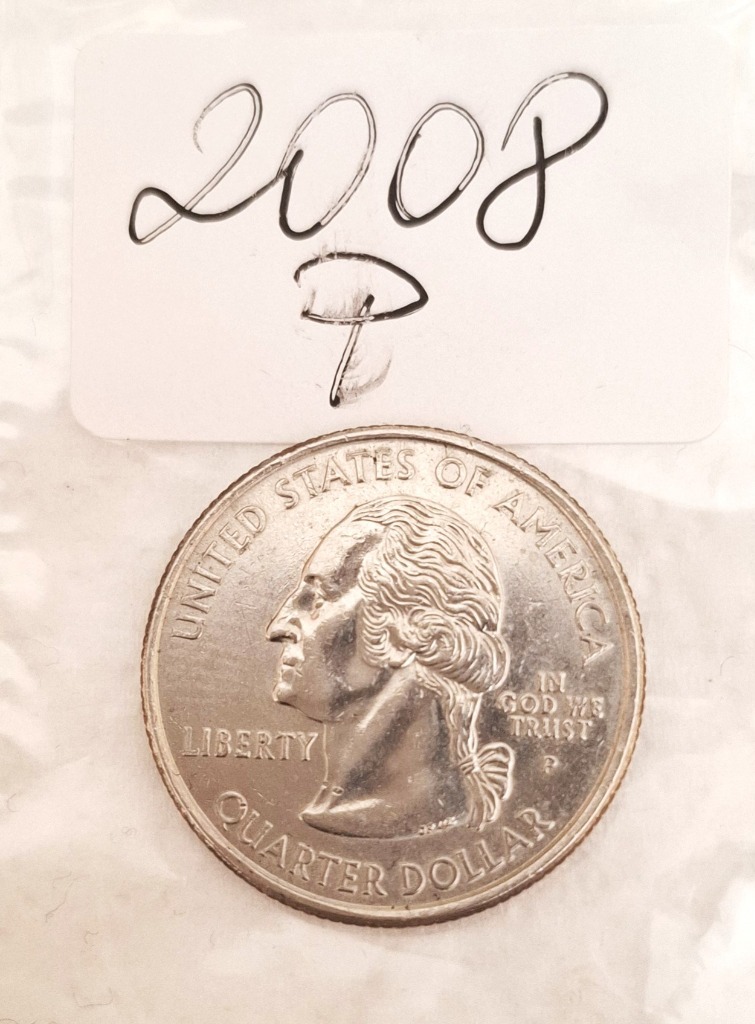 2008
P
UNITED STATES OF AMERICA
IN
GOD WE
TRUST
LIBERTY
P
QUARTER DOLLAR